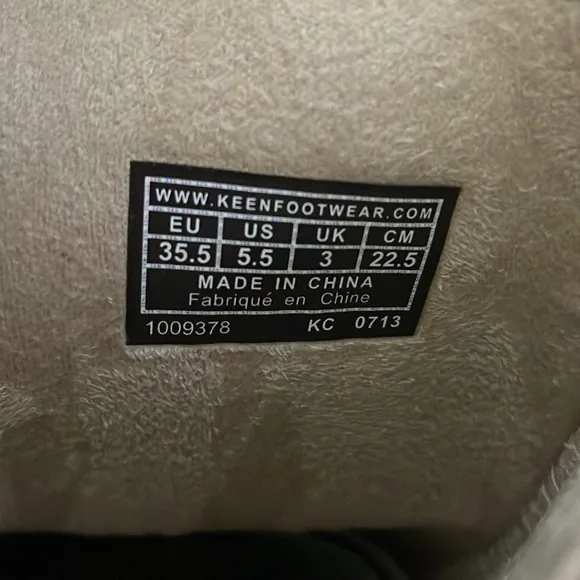 WWW.KEENFOOTWEAR.COM
EU US UK CM
35.5 5.5 3 22.5
MADE IN CHINA
Fabriqué en Chine
1009378 KC 0713